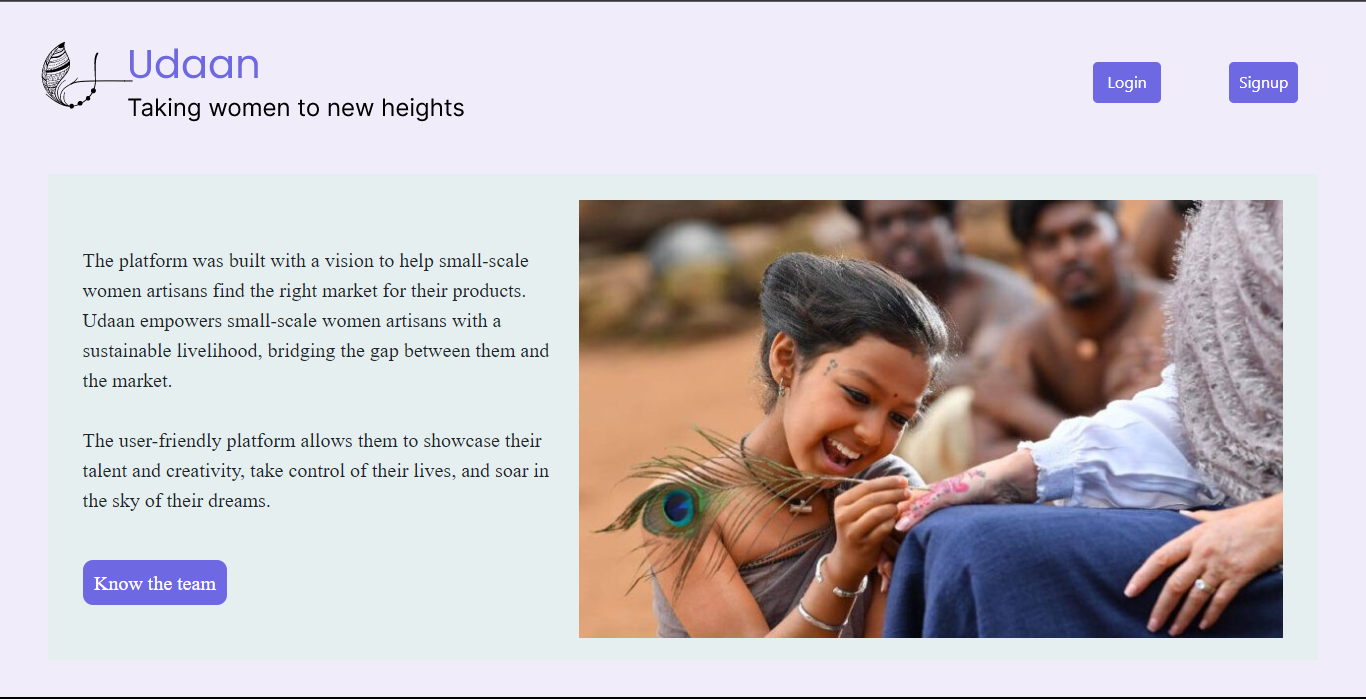 Udaan
Taking women to new heights
Login
Signup
The platform was built with a vision to help small-scale
women artisans find the right market for their products.
Udaan empowers small-scale women artisans with a
sustainable livelihood, bridging the gap between them and
the market.
The user-friendly platform allows them to showcase their
talent and creativity, take control of their lives, and soar in
the sky of their dreams.
Know the team